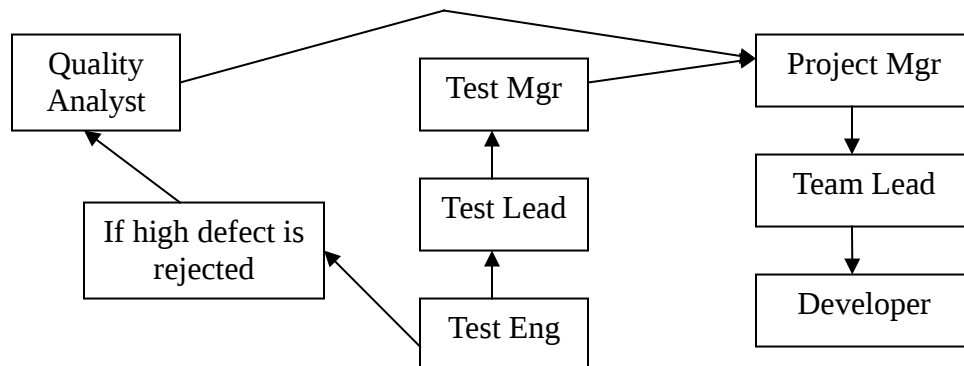 Quality
Analyst
Test Mgr
Project Mgr
Test Lead
Team Lead
If high defect is
rejected
Test Eng
Developer